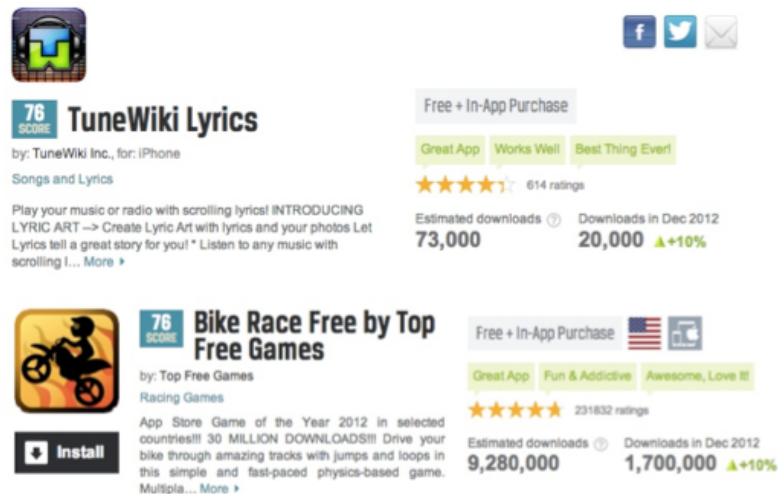 76
SCORE
TuneWiki Lyrics
by: TuneWiki Inc., for: iPhone
Songs and Lyrics
Play your music or radio with scrolling lyrics! INTRODUCING
LYRIC ART --> Create Lyric Art with lyrics and your photos Let
Lyrics tell a great story for you! * Listen to any music with
scrolling l... More
Free + In-App Purchase
Great App Works Well Best Thing Ever!
614 ratings
Estimated downloads ? Downloads in Dec 2012
73,000 20,000 +10%
76
SCORE
Bike Race Free by Top
Free Games
by: Top Free Games
Racing Games
App Store Game of the Year 2012 in selected
countries!!! 30 MILLION DOWNLOADS!!! Drive your
bike through amazing tracks with jumps and loops in
this simple and fast-paced physics-based game.
Multipla... More
Install
Free + In-App Purchase
Great App Fun & Addictive Awesome, Love It!
231832 ratings
Estimated downloads ? Downloads in Dec 2012
9,280,000 1,700,000 +10%